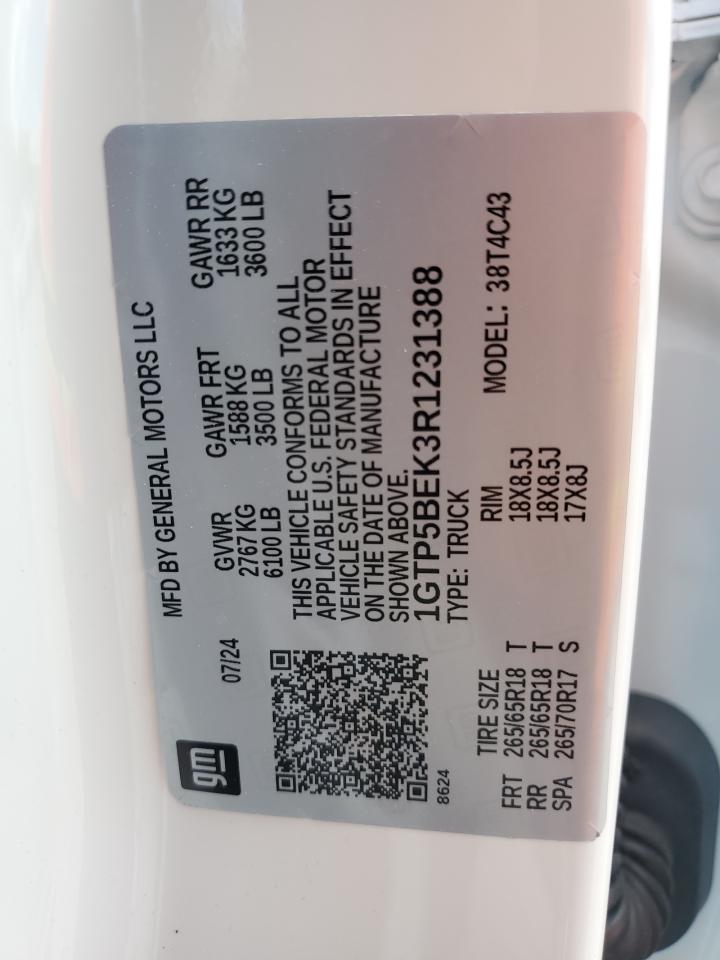 gm
07/24
MFD BY GENERAL MOTORS LLC
GVWR GAWR FRT GAWR RR
2767 KG 1588 KG 1633 KG
6100 LB 3500 LB 3600 LB
THIS VEHICLE CONFORMS TO ALL
APPLICABLE U.S. FEDERAL MOTOR
VEHICLE SAFETY STANDARDS IN EFFECT
ON THE DATE OF MANUFACTURE
SHOWN ABOVE.
1GTP5BEK3R1231388
8624
TYPE: TRUCK
MODEL: 38T4C43
TIRE SIZE RIM
FRT 265/65R18 T 18X8.5J
RR 265/65R18 T 18X8.5J
SPA 265/70R17 S 17X8J